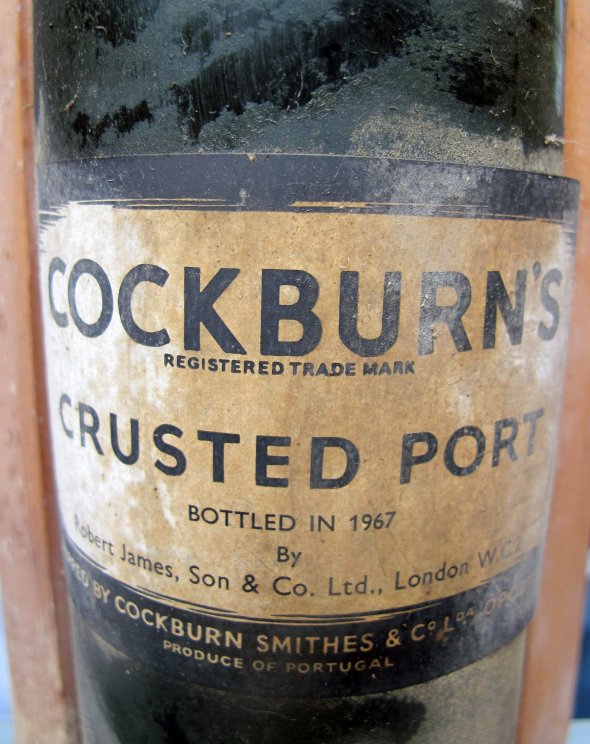 COCKBURN'S
REGISTERED TRADE MARK
CRUSTED PORT
BOTTLED IN 1967
By
Robert James, Son & Co. Ltd., London W.C.2
BY COCKBURN SMITHES & Cº. Lᴅᴬ
PRODUCE OF PORTUGAL